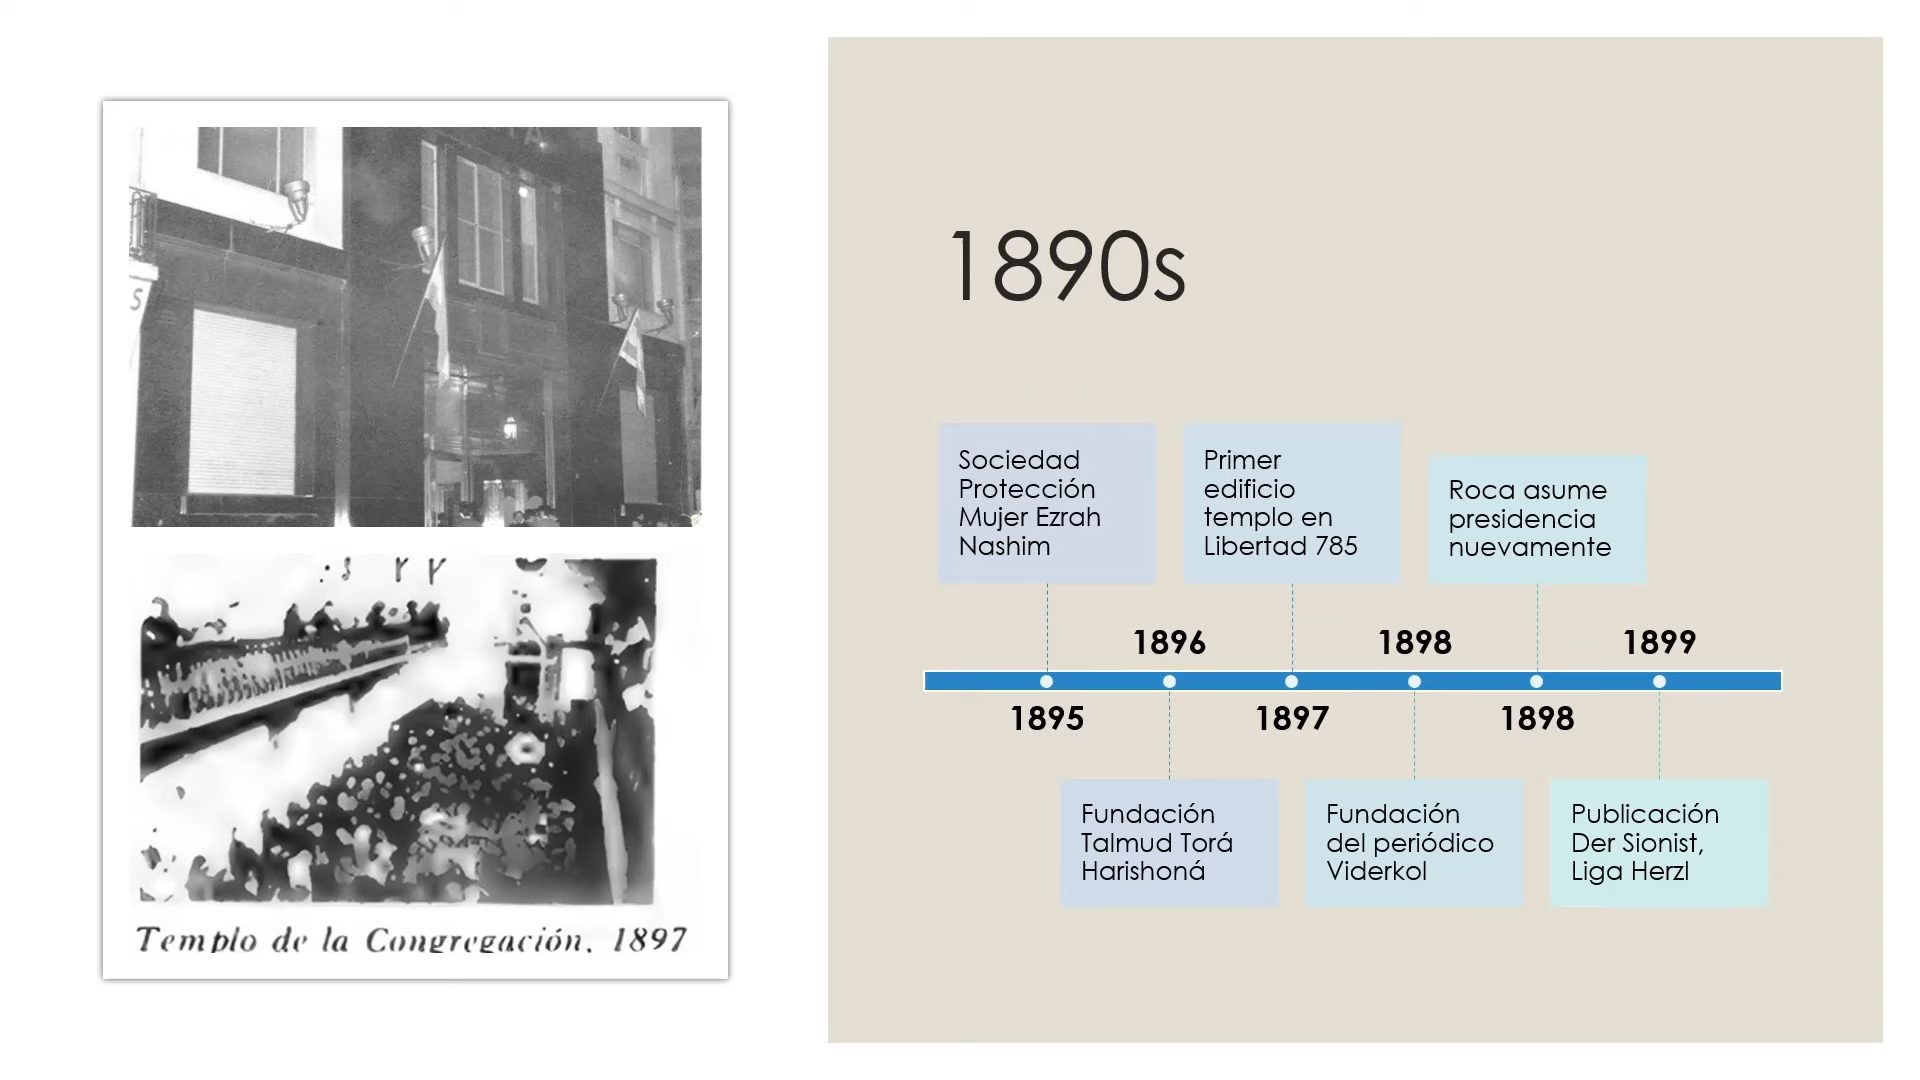 Templo de la Congregación, 1897
1890s
Sociedad
Protección
Mujer Ezrah
Nashim
Primer
edificio
templo en
Libertad 785
Roca asume
presidencia
nuevamente
1896
1898
1899
1895
1897
1898
Fundación
Talmud Torá
Harishoná
Fundación
del periódico
Viderkol
Publicación
Der Sionist,
Liga Herzl